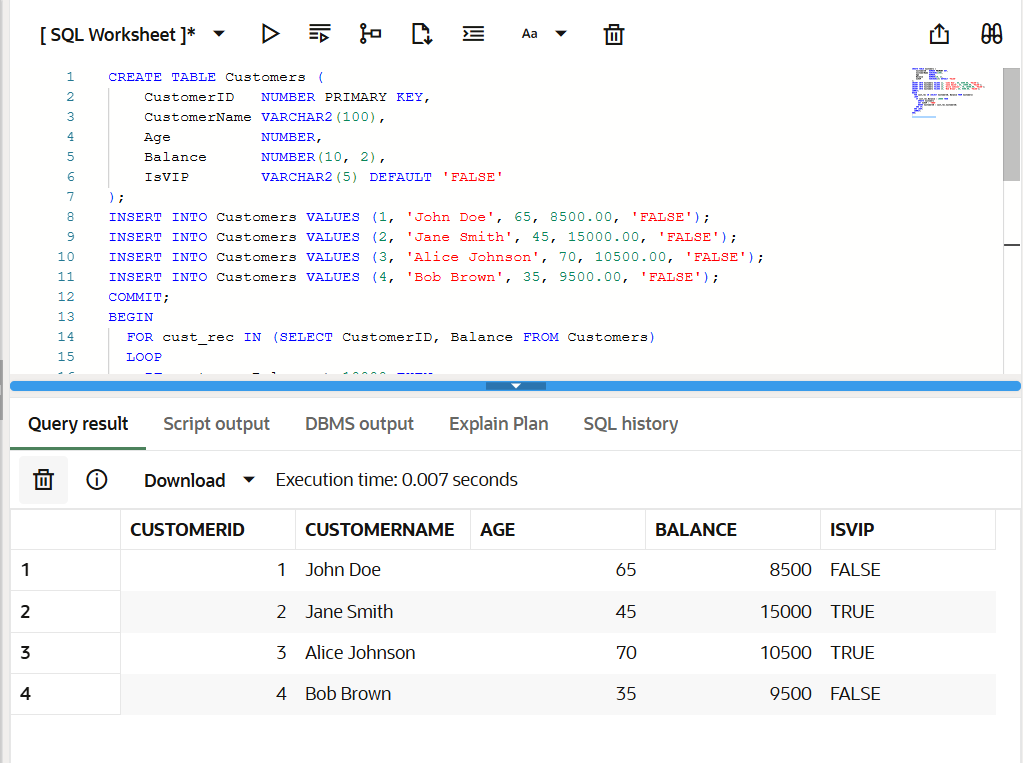 [ SQL Worksheet ]*
Aa
1 CREATE TABLE Customers (
2 CustomerID NUMBER PRIMARY KEY,
3 CustomerName VARCHAR2(100),
4 Age NUMBER,
5 Balance NUMBER(10, 2),
6 IsVIP VARCHAR2(5) DEFAULT 'FALSE'
7 );
8 INSERT INTO Customers VALUES (1, 'John Doe', 65, 8500.00, 'FALSE');
9 INSERT INTO Customers VALUES (2, 'Jane Smith', 45, 15000.00, 'FALSE');
10 INSERT INTO Customers VALUES (3, 'Alice Johnson', 70, 10500.00, 'FALSE');
11 INSERT INTO Customers VALUES (4, 'Bob Brown', 35, 9500.00, 'FALSE');
12 COMMIT;
13 BEGIN
14 FOR cust_rec IN (SELECT CustomerID, Balance FROM Customers)
15 LOOP
Query result Script output DBMS output Explain Plan SQL history
Download Execution time: 0.007 seconds
CUSTOMERID CUSTOMERNAME AGE BALANCE ISVIP
1 1 John Doe 65 8500 FALSE
2 2 Jane Smith 45 15000 TRUE
3 3 Alice Johnson 70 10500 TRUE
4 4 Bob Brown 35 9500 FALSE